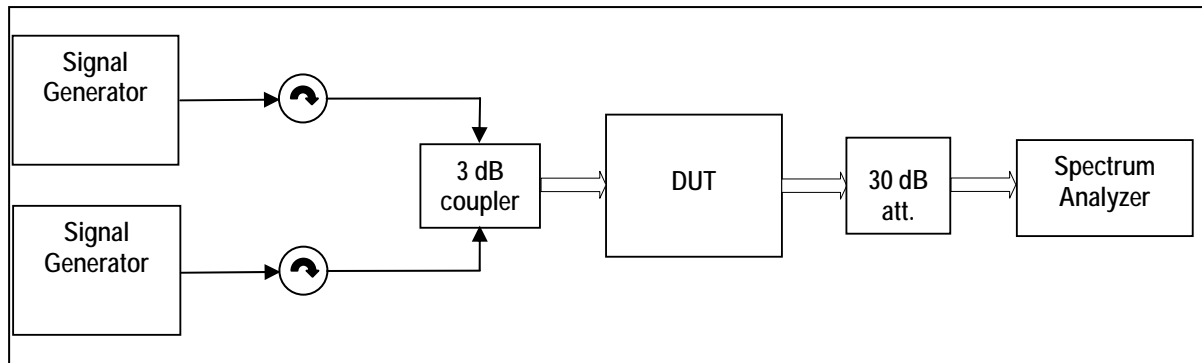 Signal
Generator
3 dB
coupler
DUT
30 dB
att.
Spectrum
Analyzer
Signal
Generator